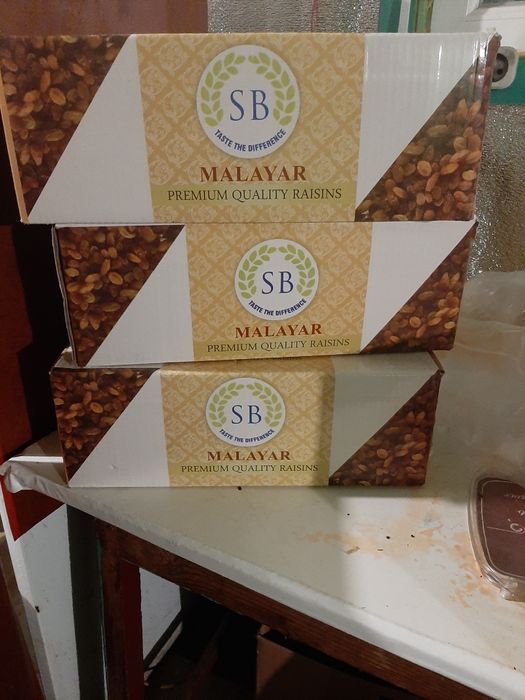 SB
TASTE THE DIFFERENCE
MALAYAR
PREMIUM QUALITY RAISINS
SB
TASTE THE DIFFERENCE
MALAYAR
PREMIUM QUALITY RAISINS
SB
TASTE THE DIFFERENCE
MALAYAR
PREMIUM QUALITY RAISINS